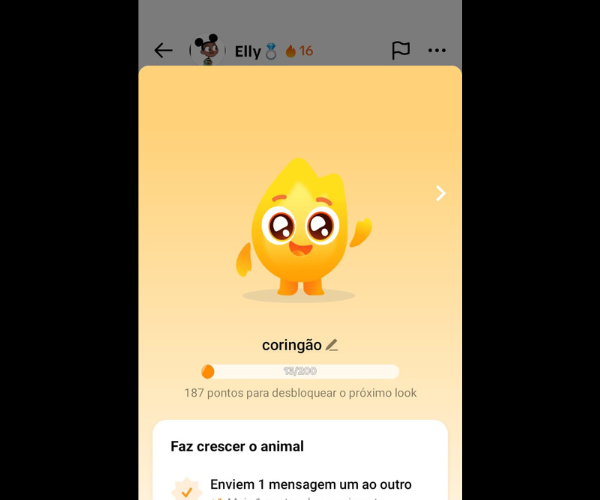 Elly💍 🔥 16
coringão
13/200
187 pontos para desbloquear o próximo look
Faz crescer o animal
Enviem 1 mensagem um ao outro